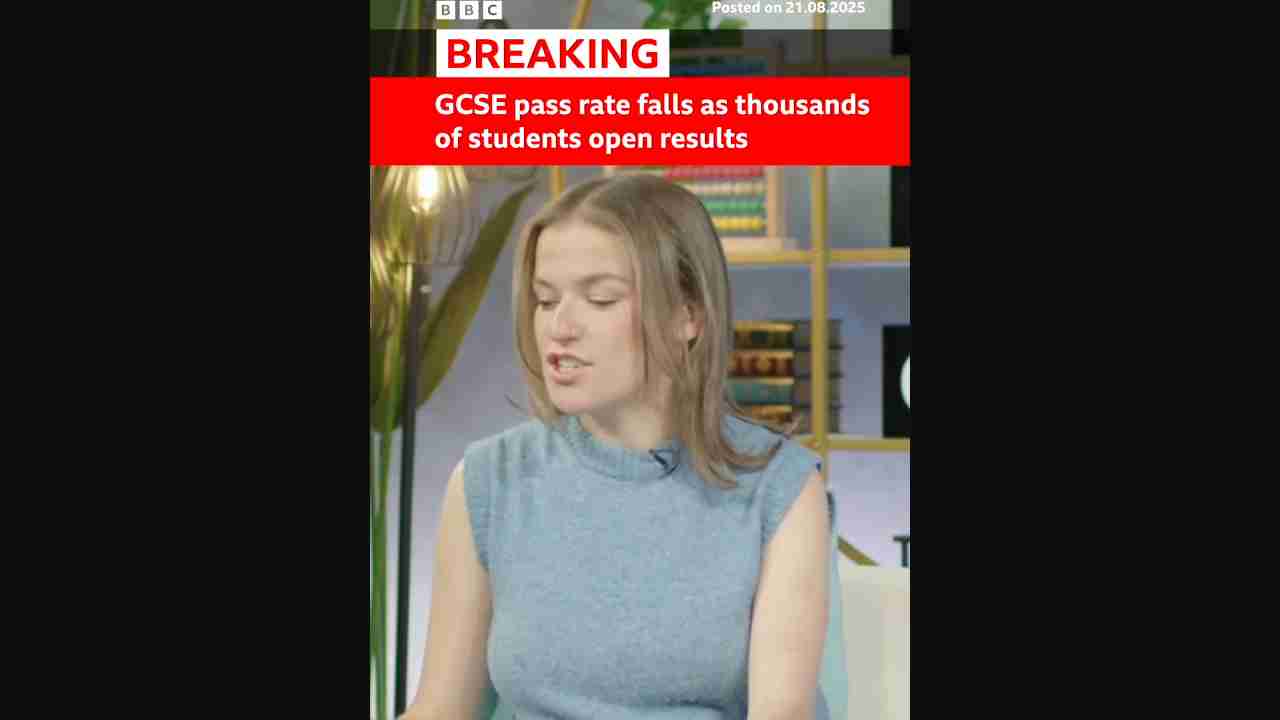 BBC
Posted on 21.08.2025
BREAKING
GCSE pass rate falls as thousands
of students open results